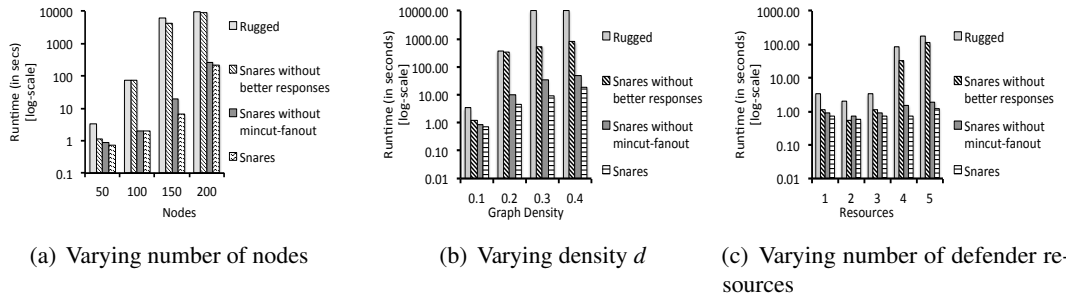 10000
1000
100
10
1
0.1
Runtime (in secs)
[log-scale]
50 100 150 200
Nodes
Rugged
Snares without
better responses
Snares without
mincut-fanout
Snares
(a) Varying number of nodes
10000.00
1000.00
100.00
10.00
1.00
0.10
0.01
Runtime (in seconds)
[log-scale]
0.1 0.2 0.3 0.4
Graph Density
Rugged
Snares without
better responses
Snares without
mincut-fanout
Snares
(b) Varying density d
10000.00
1000.00
100.00
10.00
1.00
0.10
0.01
Runtime (in seconds)
[log-scale]
1 2 3 4 5
Resources
Rugged
Snares without
better responses
Snares without
mincut-fanout
Snares
(c) Varying number of defender re-
sources